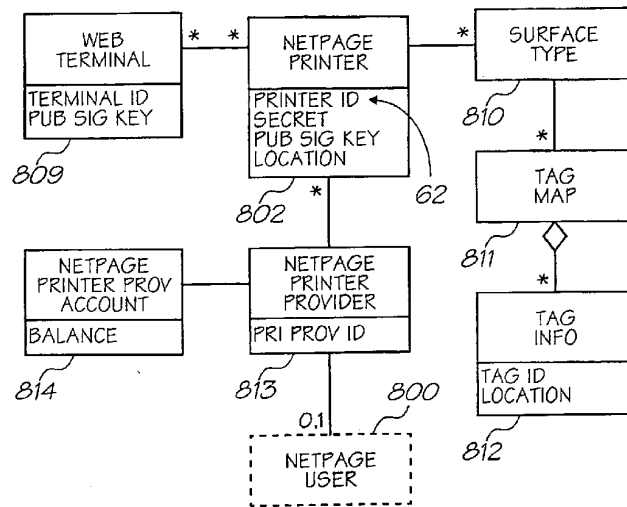 WEB
TERMINAL
TERMINAL ID
PUB SIG KEY
809
* *
NETPAGE
PRINTER
PRINTER ID
SECRET
PUB SIG KEY
LOCATION
802
62
*
*
SURFACE
TYPE
810
*
TAG
MAP
811
*
TAG
INFO
TAG ID
LOCATION
812
NETPAGE
PRINTER PROV
ACCOUNT
BALANCE
814
NETPAGE
PRINTER
PROVIDER
PRI PROV ID
813
800
0,1
NETPAGE
USER